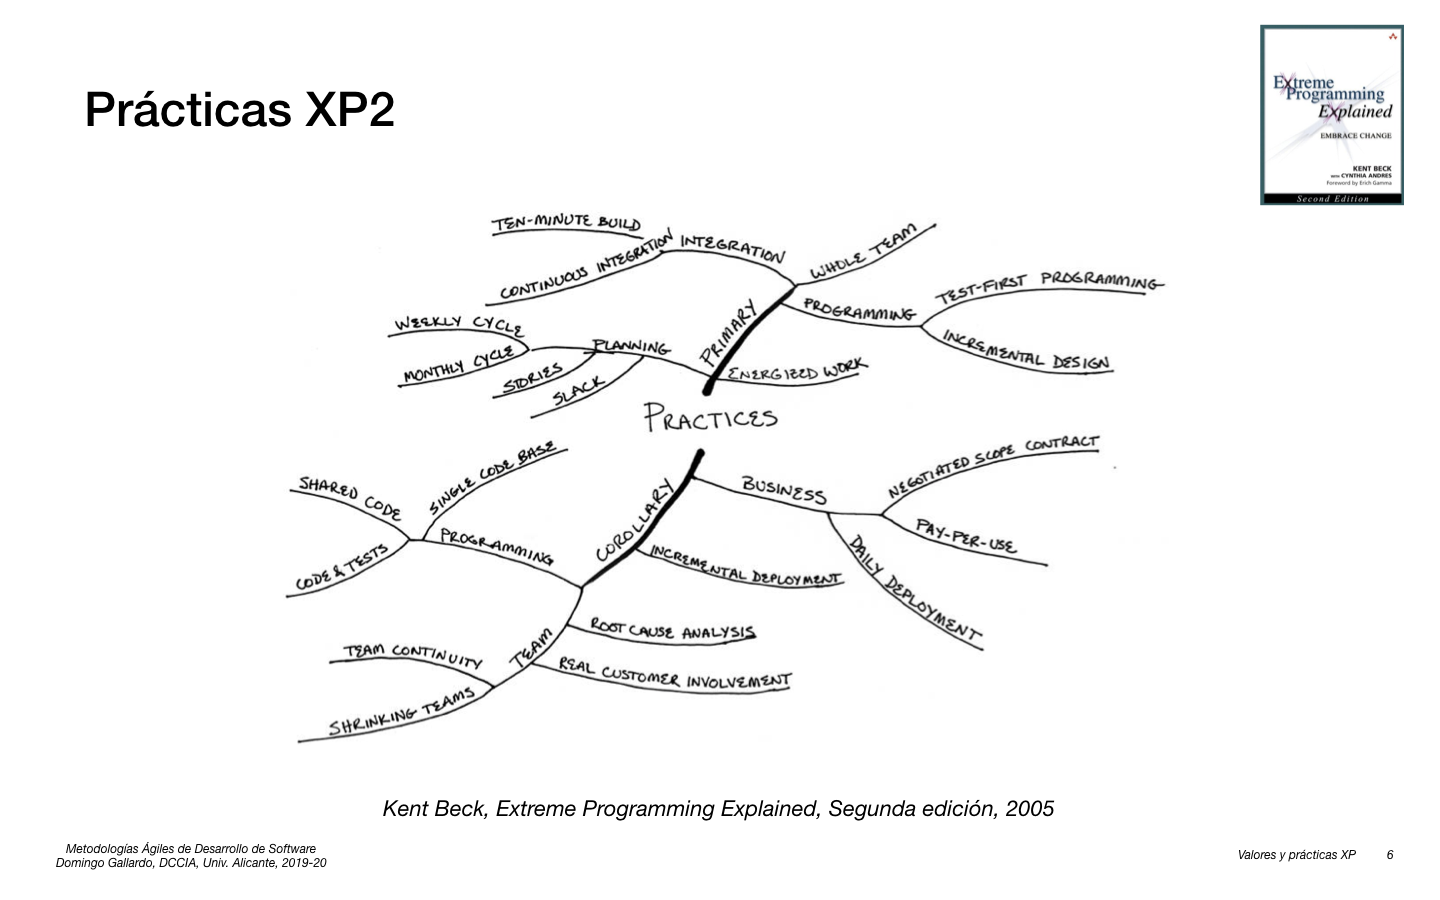 Prácticas XP2
Extreme
Programming
Explained
EMBRACE CHANGE
KENT BECK
WITH CYNTHIA ANDRES
Foreword by Erich Gamma
Second Edition
TEN-MINUTE BUILD
CONTINUOUS INTEGRATION
INTEGRATION
WHOLE TEAM
PRIMARY
PROGRAMMING
TEST-FIRST PROGRAMMING
INCREMENTAL DESIGN
WEEKLY CYCLE
MONTHLY CYCLE
PLANNING
STORIES
SLACK
ENERGIZED WORK
PRACTICES
SHARED CODE
SINGLE CODE BASE
CODE & TESTS
PROGRAMMING
COROLLARY
BUSINESS
NEGOTIATED SCOPE CONTRACT
PAY-PER-USE
DAILY DEPLOYMENT
INCREMENTAL DEPLOYMENT
TEAM
ROOT CAUSE ANALYSIS
REAL CUSTOMER INVOLVEMENT
TEAM CONTINUITY
SHRINKING TEAMS
Kent Beck, Extreme Programming Explained, Segunda edición, 2005
Metodologías Ágiles de Desarrollo de Software
Domingo Gallardo, DCCIA, Univ. Alicante, 2019-20
Valores y prácticas XP
6